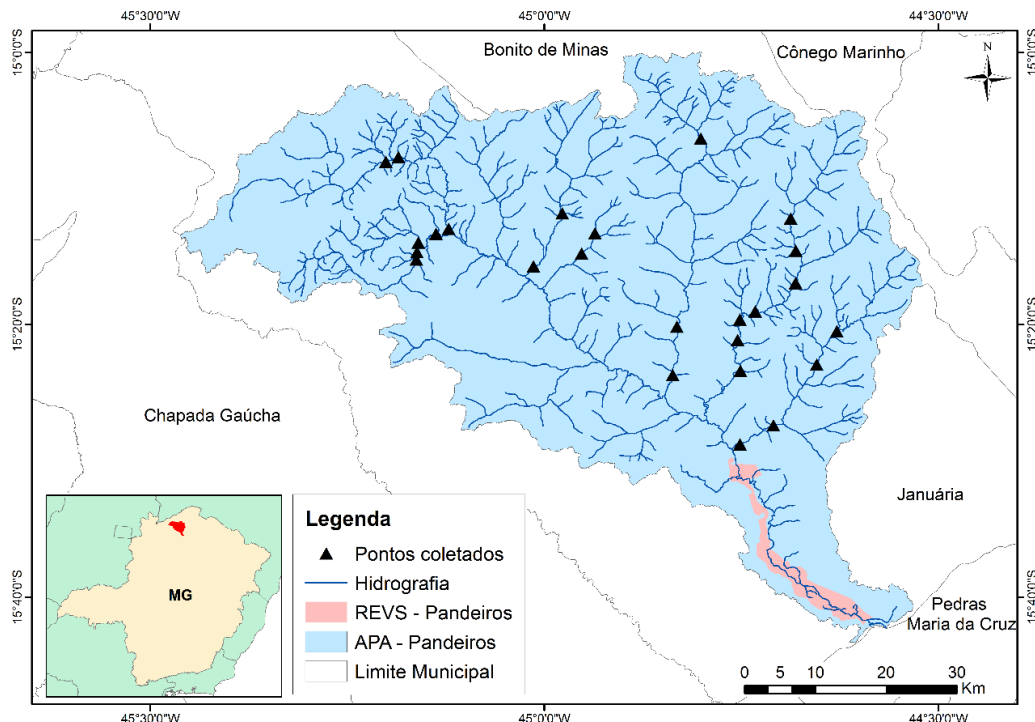 45°30'0"W 45°0'0"W 44°30'0"W
15°0'0"S 15°0'0"S
Bonito de Minas
Cônego Marinho
N
15°20'0"S 15°20'0"S
Chapada Gaúcha
Januária
MG
Legenda
Pontos coletados
Hidrografia
REVS - Pandeiros
APA - Pandeiros
Limite Municipal
15°40'0"S 15°40'0"S
Pedras
Maria da Cruz
0 10 20 30
Km
45°30'0"W 45°0'0"W 44°30'0"W